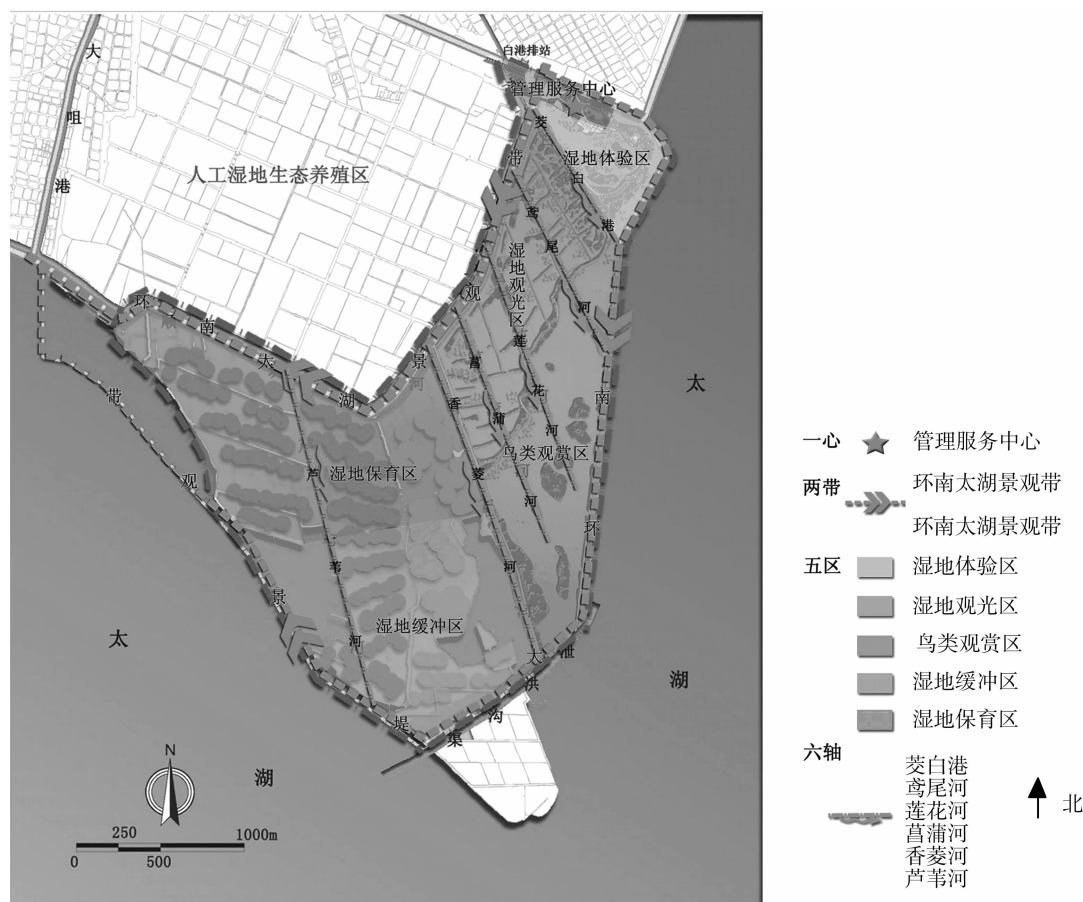 白港排站
管理服务中心
大咀港
人工湿地生态养殖区
湿地体验区
茭白港
鸢尾河
湿地观光区
莲花河
菖蒲河
鸟类观赏区
香菱河
湿地保育区
芦苇河
湿地缓冲区
环南太湖观景带
环南太
堤
景观带
泄洪沟
集
太湖
太湖
N
250
1000m
0
500
一心
管理服务中心
两带
环南太湖景观带
环南太湖景观带
五区
湿地体验区
湿地观光区
鸟类观赏区
湿地缓冲区
湿地保育区
六轴
茭白港
鸢尾河
莲花河
菖蒲河
香菱河
芦苇河
北